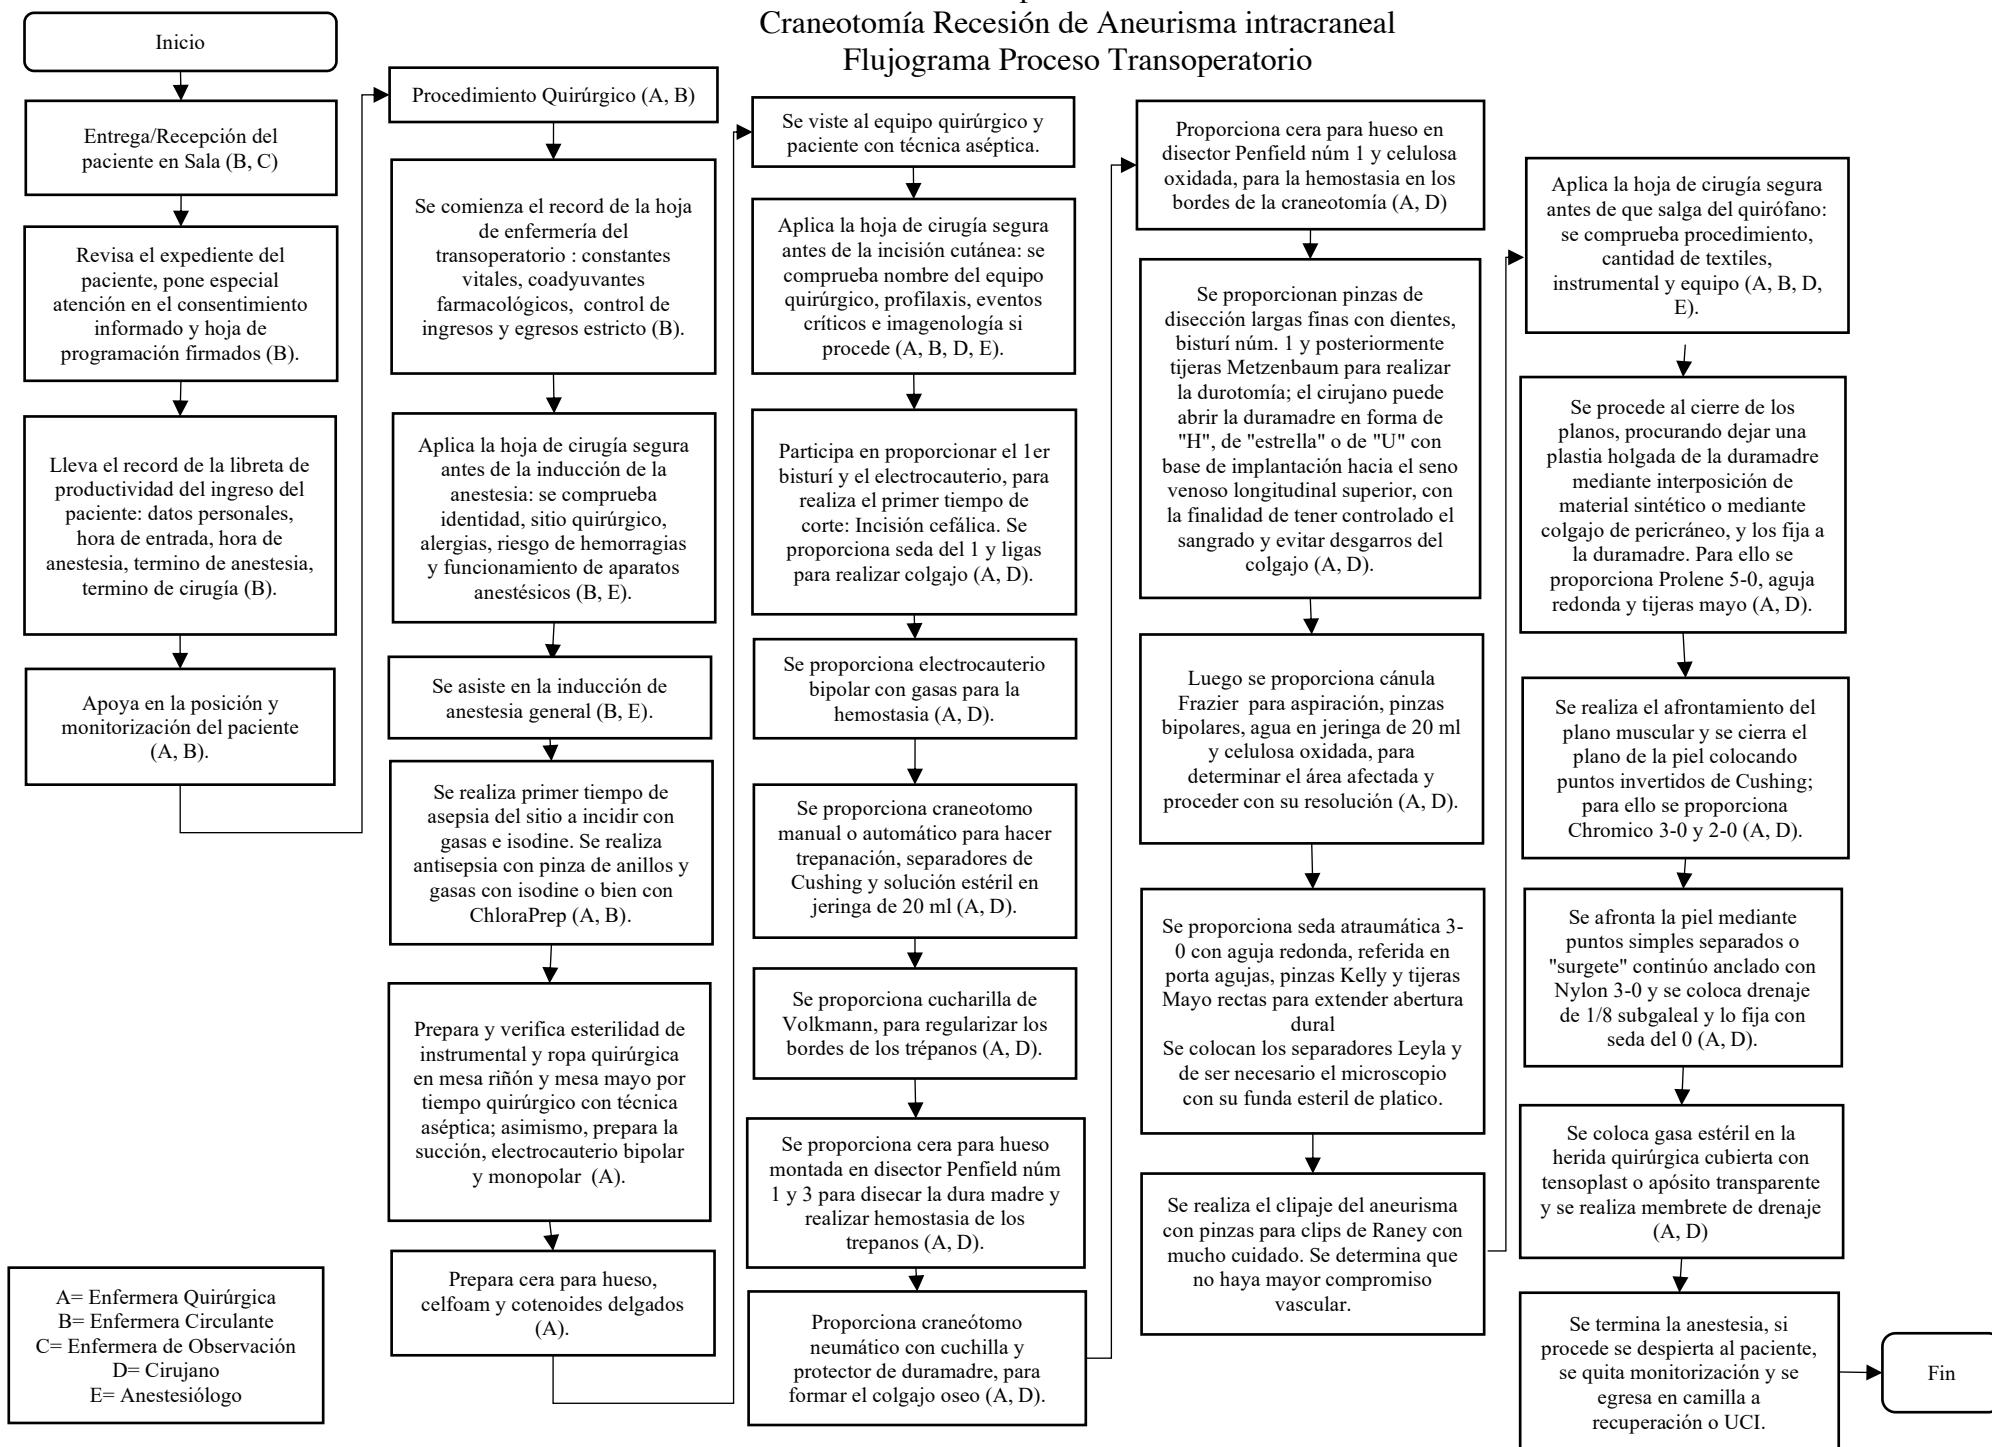 Craneotomía Recesión de Aneurisma intracraneal
Flujograma Proceso Transoperatorio
Inicio
Entrega/Recepción del
paciente en Sala (B, C)
Revisa el expediente del
paciente, pone especial
atención en el consentimiento
informado y hoja de
programación firmados (B).
Lleva el record de la libreta de
productividad del ingreso del
paciente: datos personales,
hora de entrada, hora de
anestesia, termino de anestesia,
termino de cirugía (B).
Apoya en la posición y
monitorización del paciente
(A, B).
Procedimiento Quirúrgico (A, B)
Se comienza el record de la hoja
de enfermería del
transoperatorio : constantes
vitales, coadyuvantes
farmacológicos, control de
ingresos y egresos estricto (B).
Aplica la hoja de cirugía segura
antes de la inducción de la
anestesia: se comprueba
identidad, sitio quirúrgico,
alergias, riesgo de hemorragias
y funcionamiento de aparatos
anestésicos (B, E).
Se asiste en la inducción de
anestesia general (B, E).
Se realiza primer tiempo de
asepsia del sitio a incidir con
gasas e isodine. Se realiza
antisepsia con pinza de anillos y
gasas con isodine o bien con
ChloraPrep (A, B).
Prepara y verifica esterilidad de
instrumental y ropa quirúrgica
en mesa riñón y mesa mayo por
tiempo quirúrgico con técnica
aséptica; asimismo, prepara la
succión, electrocauterio bipolar
y monopolar (A).
Prepara cera para hueso,
celfoam y cotenoides delgados
(A).
Se viste al equipo quirúrgico y
paciente con técnica aséptica.
Aplica la hoja de cirugía segura
antes de la incisión cutánea: se
comprueba nombre del equipo
quirúrgico, profilaxis, eventos
críticos e imagenología si
procede (A, B, D, E).
Participa en proporcionar el 1er
bisturí y el electrocauterio, para
realiza el primer tiempo de
corte: Incisión cefálica. Se
proporciona seda del 1 y ligas
para realizar colgajo (A, D).
Se proporciona electrocauterio
bipolar con gasas para la
hemostasia (A, D).
Se proporciona craneotomo
manual o automático para hacer
trepanación, separadores de
Cushing y solución estéril en
jeringa de 20 ml (A, D).
Se proporciona cucharilla de
Volkmann, para regularizar los
bordes de los trépanos (A, D).
Se proporciona cera para hueso
montada en disector Penfield núm
1 y 3 para disecar la dura madre y
realizar hemostasia de los
trepanos (A, D).
Proporciona craneótomo
neumático con cuchilla y
protector de duramadre, para
formar el colgajo oseo (A, D).
Proporciona cera para hueso en
disector Penfield núm 1 y celulosa
oxidada, para la hemostasia en los
bordes de la craneotomía (A, D)
Se proporcionan pinzas de
disección largas finas con dientes,
bisturí núm. 1 y posteriormente
tijeras Metzenbaum para realizar
la durotomía; el cirujano puede
abrir la duramadre en forma de
"H", de "estrella" o de "U" con
base de implantación hacia el seno
venoso longitudinal superior, con
la finalidad de tener controlado el
sangrado y evitar desgarros del
colgajo (A, D).
Luego se proporciona cánula
Frazier para aspiración, pinzas
bipolares, agua en jeringa de 20 ml
y celulosa oxidada, para
determinar el área afectada y
proceder con su resolución (A, D).
Se proporciona seda atraumática 3-
0 con aguja redonda, referida en
porta agujas, pinzas Kelly y tijeras
Mayo rectas para extender abertura
dural
Se colocan los separadores Leyla y
de ser necesario el microscopio
con su funda esteril de platico.
Se realiza el clipaje del aneurisma
con pinzas para clips de Raney con
mucho cuidado. Se determina que
no haya mayor compromiso
vascular.
Aplica la hoja de cirugía segura
antes de que salga del quirófano:
se comprueba procedimiento,
cantidad de textiles,
instrumental y equipo (A, B, D,
E).
Se procede al cierre de los
planos, procurando dejar una
plastia holgada de la duramadre
mediante interposición de
material sintético o mediante
colgajo de pericráneo, y los fija a
la duramadre. Para ello se
proporciona Prolene 5-0, aguja
redonda y tijeras mayo (A, D).
Se realiza el afrontamiento del
plano muscular y se cierra el
plano de la piel colocando
puntos invertidos de Cushing;
para ello se proporciona
Chromico 3-0 y 2-0 (A, D).
Se afronta la piel mediante
puntos simples separados o
"surgete" continúo anclado con
Nylon 3-0 y se coloca drenaje
de 1/8 subgaleal y lo fija con
seda del 0 (A, D).
Se coloca gasa estéril en la
herida quirúrgica cubierta con
tensoplast o apósito transparente
y se realiza membrete de drenaje
(A, D)
Se termina la anestesia, si
procede se despierta al paciente,
se quita monitorización y se
egresa en camilla a
recuperación o UCI.
Fin
A= Enfermera Quirúrgica
B= Enfermera Circulante
C= Enfermera de Observación
D= Cirujano
E= Anestesiólogo